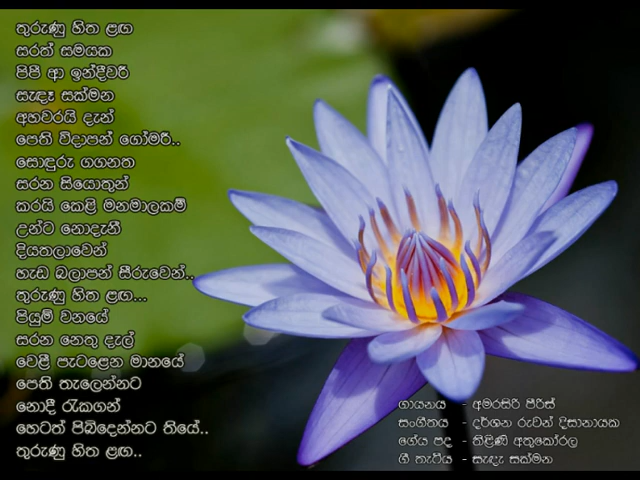 තුරුණු හිත ළඟ
සරත් සමයක
පිපී ආ ඉන්දීවරී
සැඳෑ සක්මන
අහවරයි දැන්
පෙති විදාපන් ගෝමරී..
සොඳුරු ගගනත
සරන සියොතුන්
කරයි කෙළි මනමාලකම්
උන්ට නොදැනී
දියතලාවෙන්
හැඩ බලාපන් සීරුවෙන්..
තුරුණු හිත ළඟ...
පියුම් වනයේ
සරන නෙතු දැල්
වෙළී පැටළෙන මානයේ
පෙති තැලෙන්නට
නොදී රැකගන්
හෙටත් පිබිදෙන්නට තියේ..
තුරුණු හිත ළඟ..
ගායනය - අමරසිරි පීරිස්
සංගීතය - දර්ශන රුවන් දිසානායක
ගේය පද - තිළිණි අතුකෝරල
ගී තැටිය - සැඳෑ සක්මන